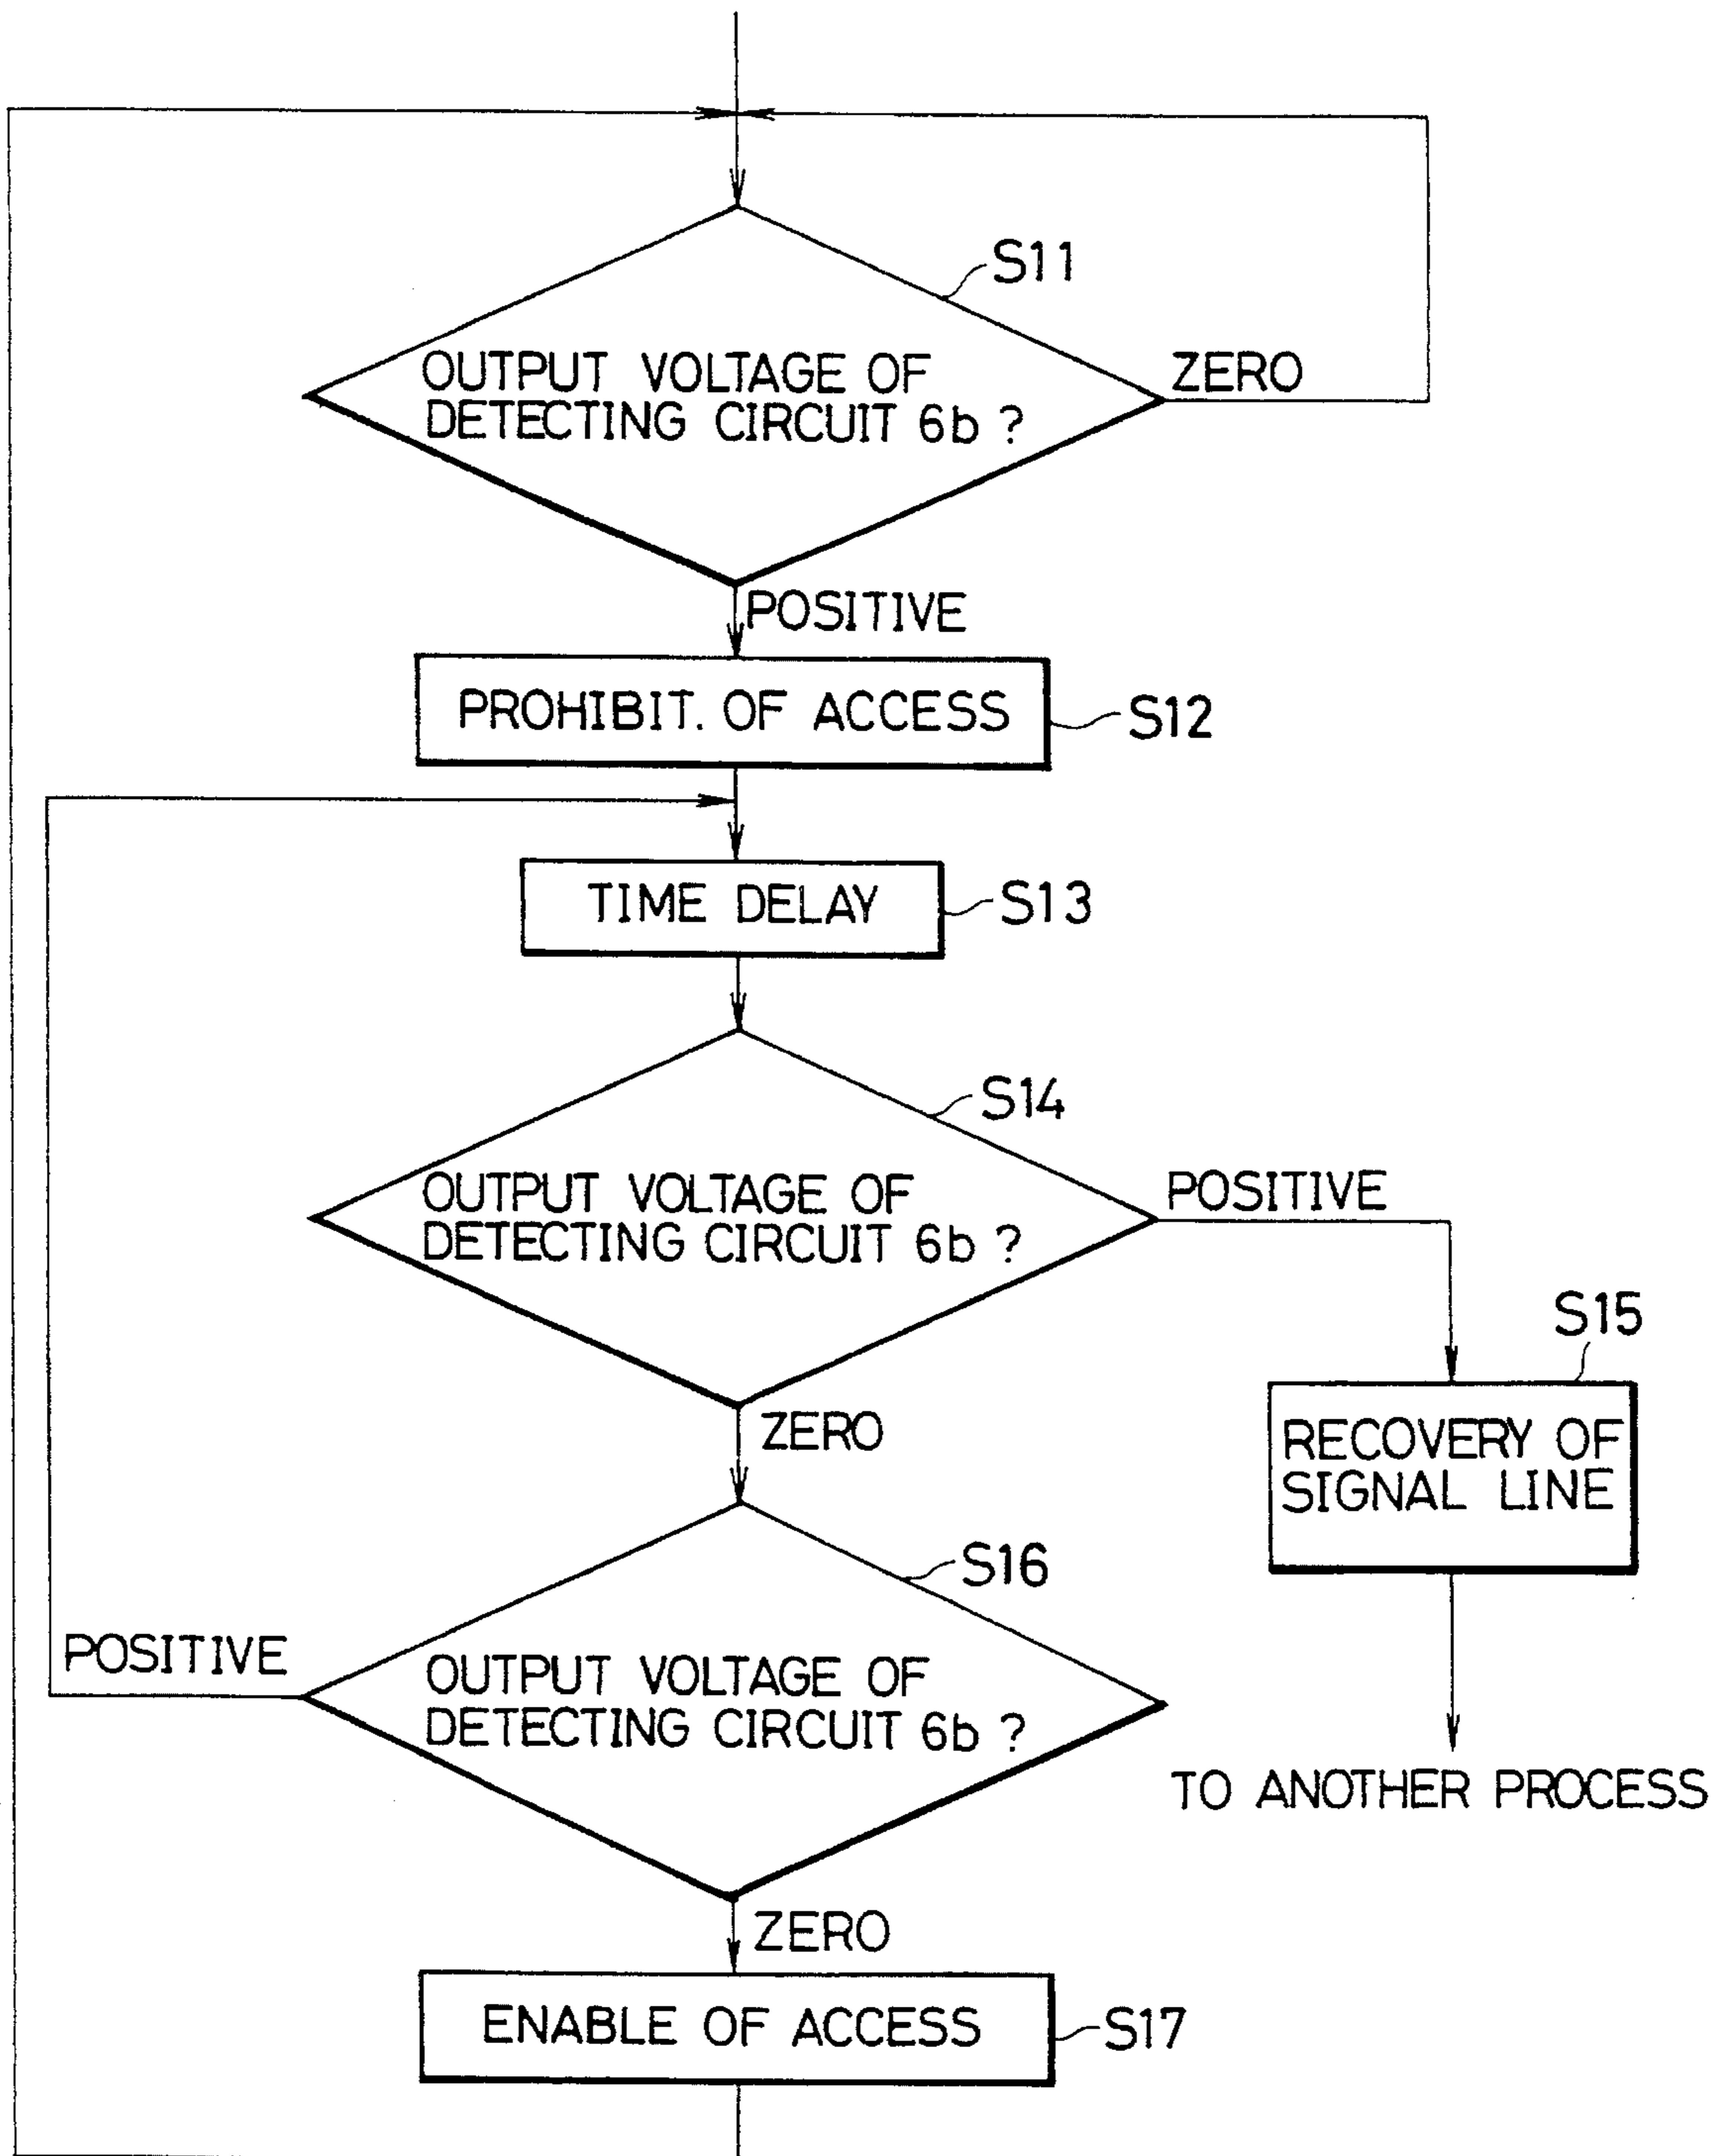 S11
OUTPUT VOLTAGE OF
DETECTING CIRCUIT 6b ?
ZERO
POSITIVE
PROHIBIT. OF ACCESS
S12
TIME DELAY
S13
S14
OUTPUT VOLTAGE OF
DETECTING CIRCUIT 6b ?
POSITIVE
S15
RECOVERY OF
SIGNAL LINE
ZERO
S16
POSITIVE
OUTPUT VOLTAGE OF
DETECTING CIRCUIT 6b ?
TO ANOTHER PROCESS
ZERO
ENABLE OF ACCESS
S17